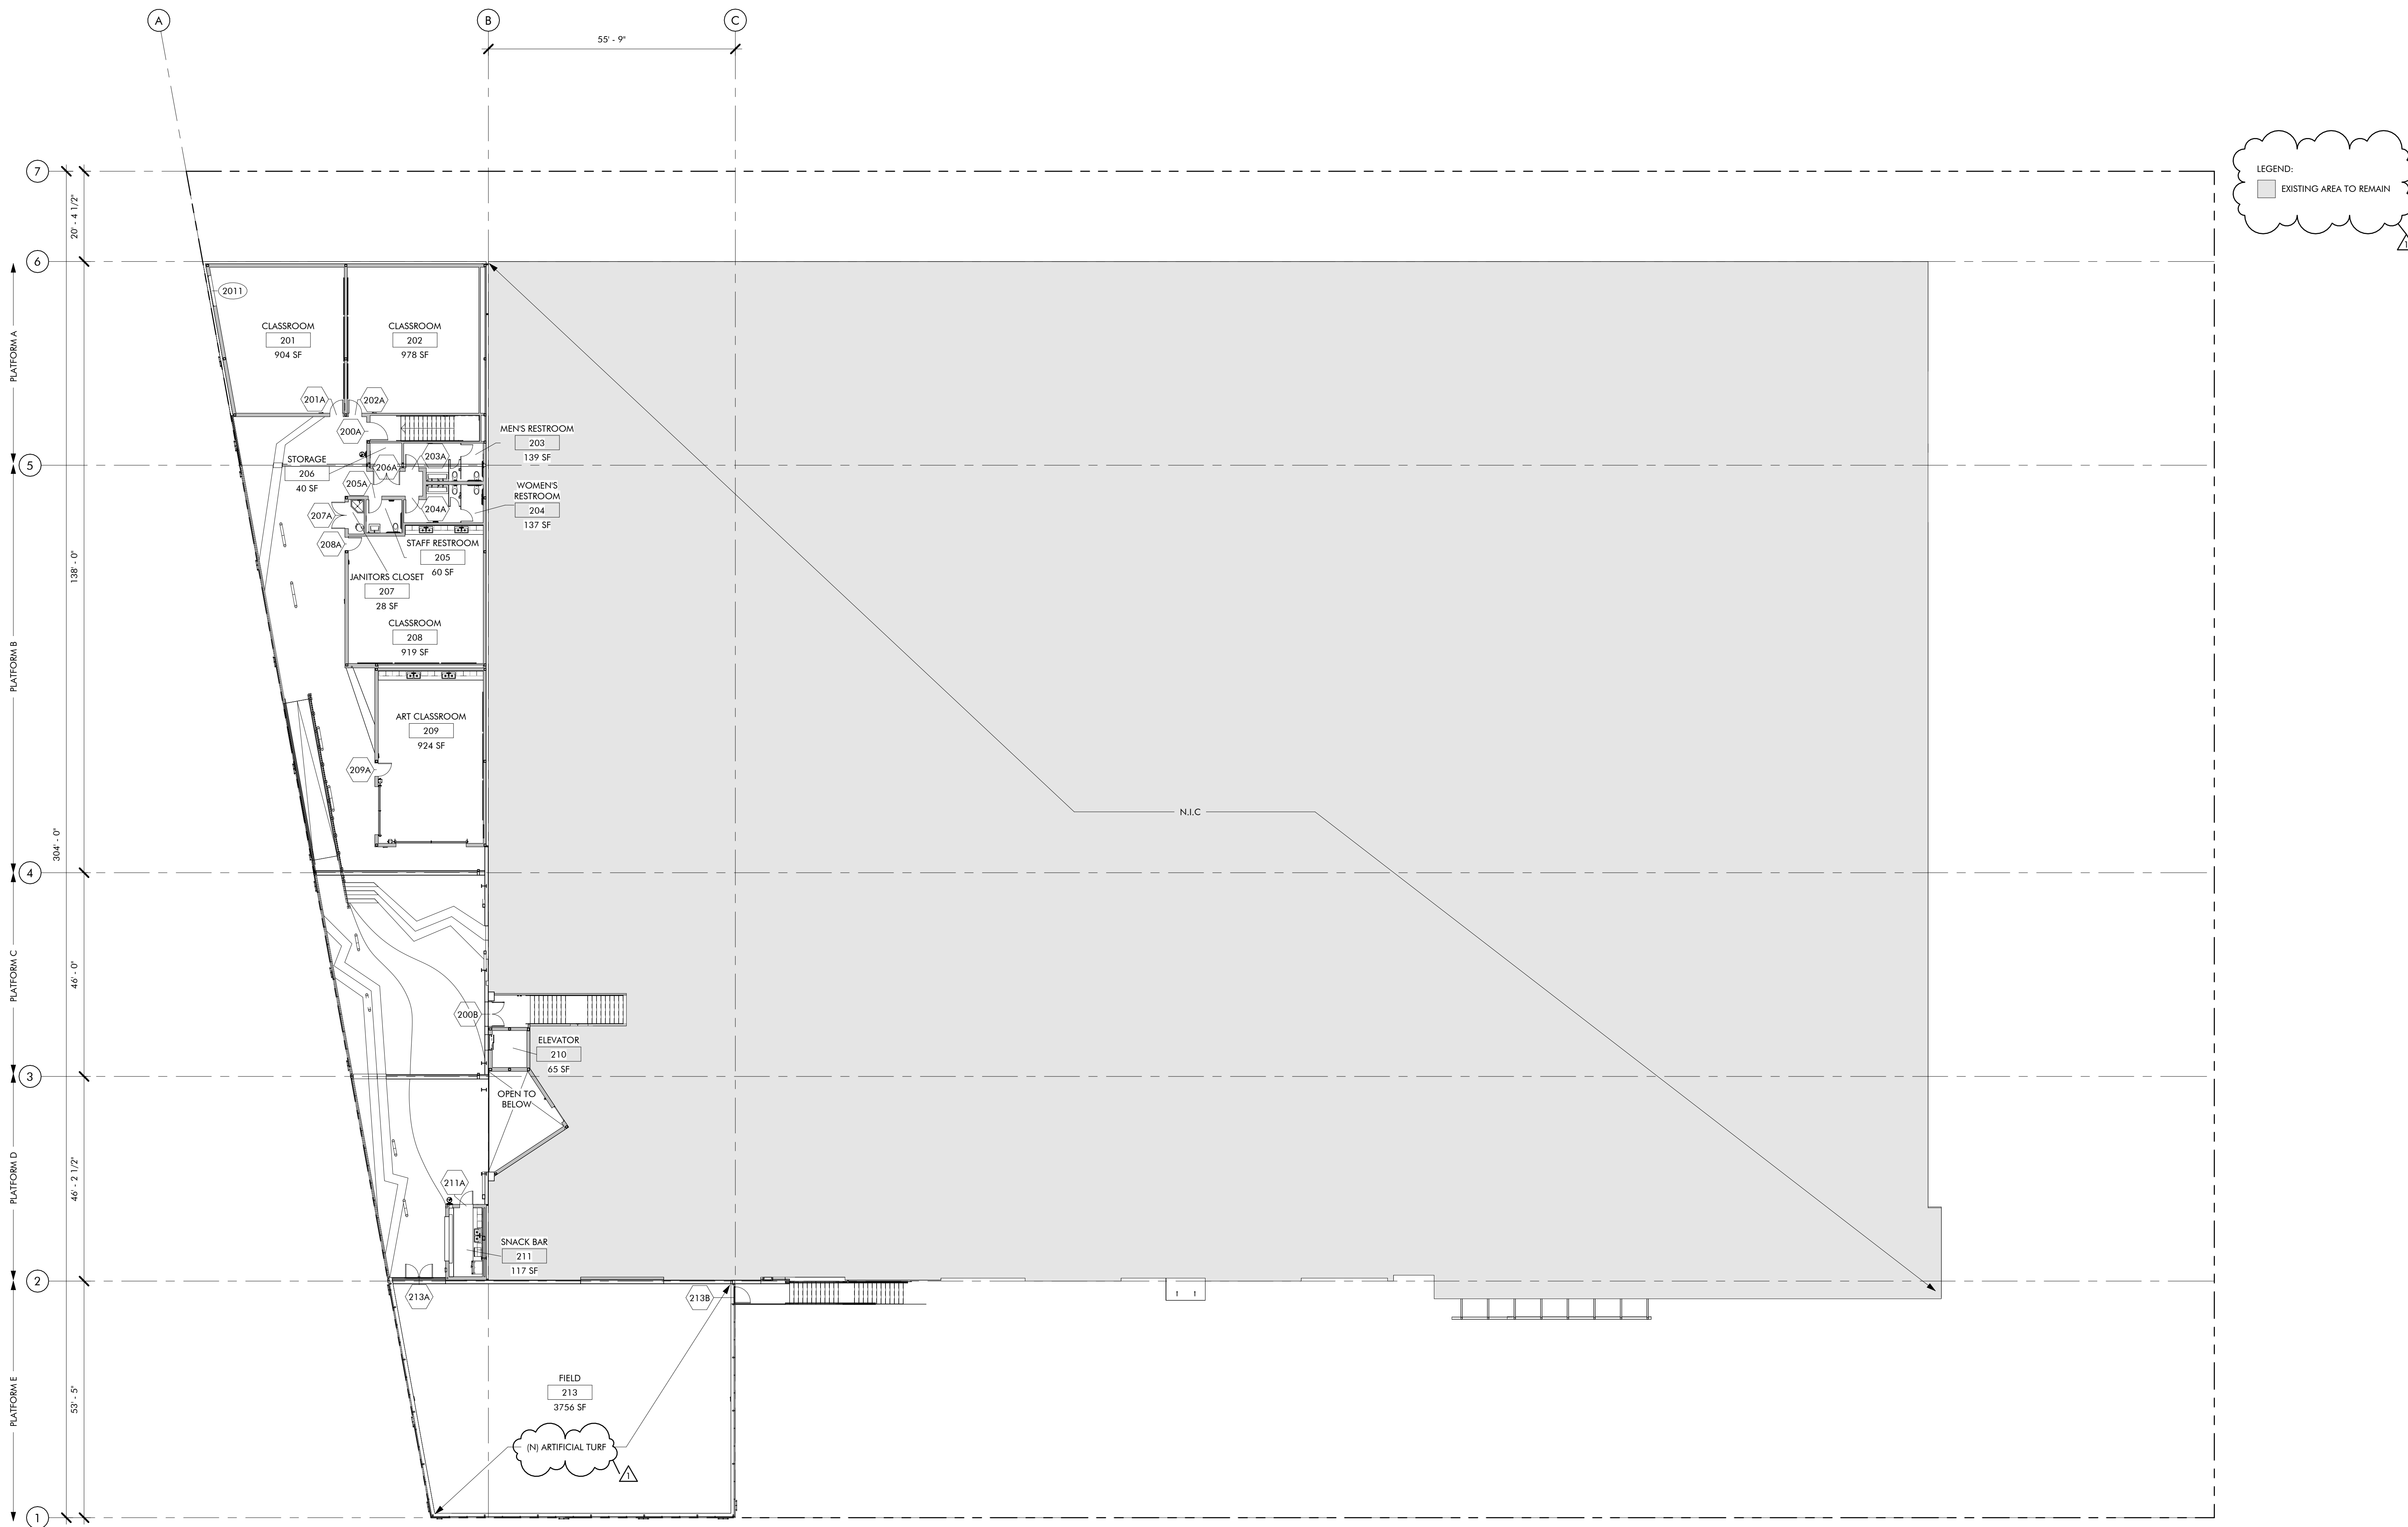 A
B
C
55' - 9"
7
LEGEND:
EXISTING AREA TO REMAIN
1
20' - 4 1/2"
6
2011
CLASSROOM
201
904 SF
CLASSROOM
202
978 SF
PLATFORM A
201A
202A
200A
MEN'S RESTROOM
203
139 SF
5
STORAGE
206
40 SF
206A
203A
205A
WOMEN'S
RESTROOM
204
137 SF
204A
207A
208A
STAFF RESTROOM
205
60 SF
138' - 0"
JANITORS CLOSET
207
28 SF
CLASSROOM
208
919 SF
PLATFORM B
ART CLASSROOM
209
924 SF
209A
N.I.C
304' - 0"
4
PLATFORM C
46' - 0"
200B
ELEVATOR
210
65 SF
3
OPEN TO
BELOW
PLATFORM D
46' - 2 1/2"
211A
SNACK BAR
211
117 SF
2
213A
213B
PLATFORM E
53' - 5"
FIELD
213
3756 SF
(N) ARTIFICIAL TURF
1
1